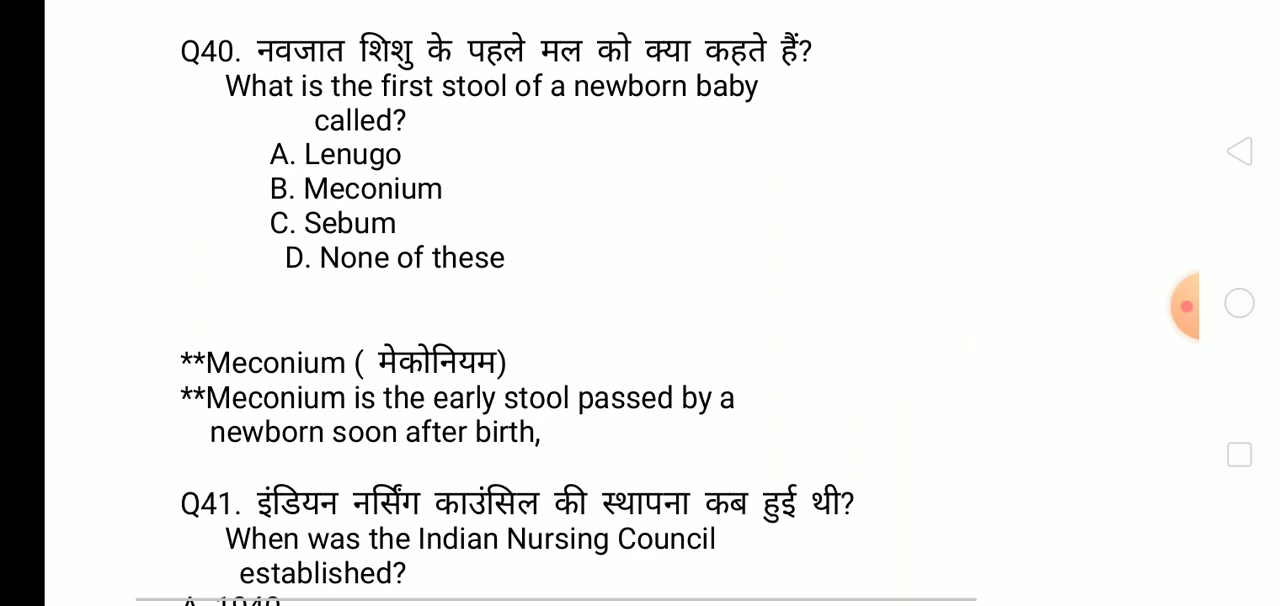 Q40. नवजात शिशु के पहले मल को क्या कहते हैं?
What is the first stool of a newborn baby
called?
A. Lenugo
B. Meconium
C. Sebum
D. None of these
**Meconium ( मेकोनियम)
**Meconium is the early stool passed by a
newborn soon after birth,
Q41. इंडियन नर्सिंग काउंसिल की स्थापना कब हुई थी?
When was the Indian Nursing Council
established?